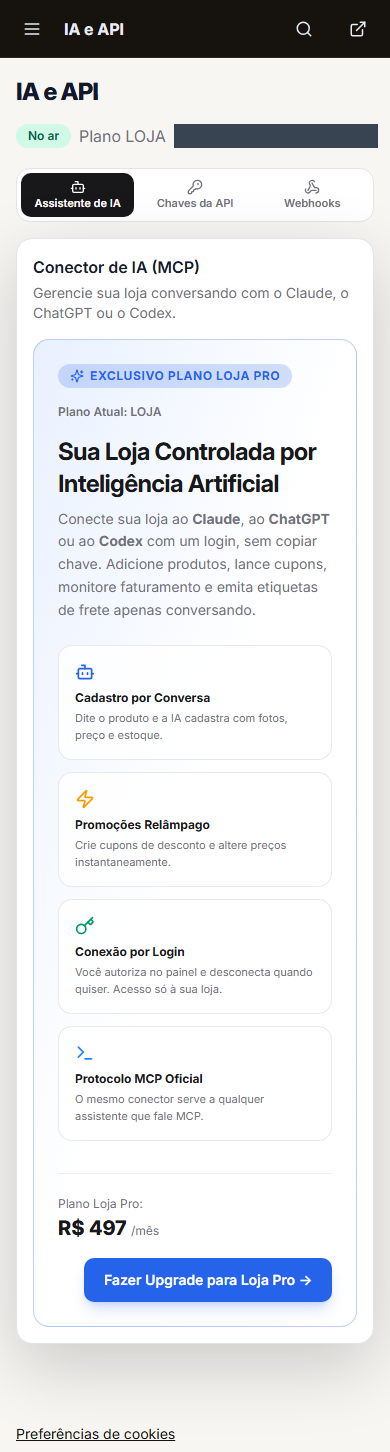 IA e API
IA e API
No ar
Plano LOJA
Assistente de IA
Chaves da API
Webhooks
Conector de IA (MCP)
Gerencie sua loja conversando com o Claude, o
ChatGPT ou o Codex.
EXCLUSIVO PLANO LOJA PRO
Plano Atual: LOJA
Sua Loja Controlada por
Inteligência Artificial
Conecte sua loja ao Claude, ao ChatGPT
ou ao Codex com um login, sem copiar
chave. Adicione produtos, lance cupons,
monitore faturamento e emita etiquetas
de frete apenas conversando.
Cadastro por Conversa
Dite o produto e a IA cadastra com fotos,
preço e estoque.
Promoções Relâmpago
Crie cupons de desconto e altere preços
instantaneamente.
Conexão por Login
Você autoriza no painel e desconecta quando
quiser. Acesso só à sua loja.
Protocolo MCP Oficial
O mesmo conector serve a qualquer
assistente que fale MCP.
Plano Loja Pro:
R$ 497 /mês
Fazer Upgrade para Loja Pro →
Preferências de cookies